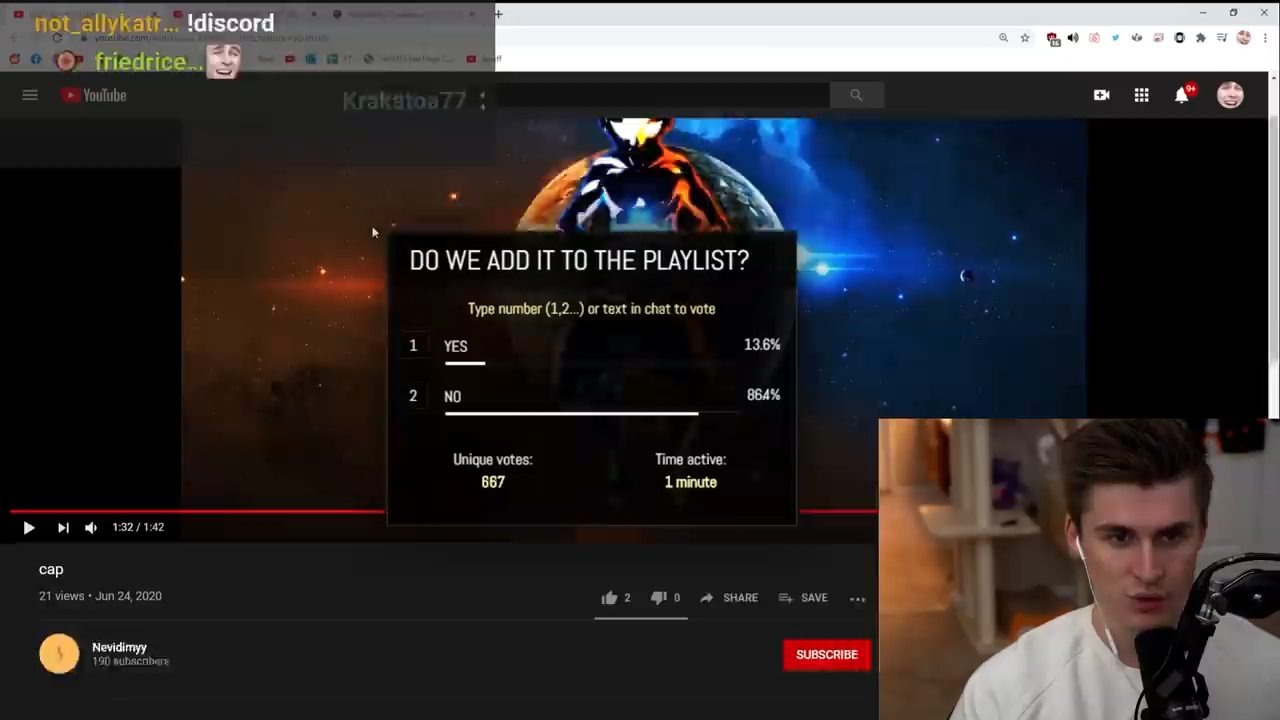 not_allykatr... !discord
friedrice...
YouTube
Krakatoa77 :
9+
DO WE ADD IT TO THE PLAYLIST?
Type number (1,2...) or text in chat to vote
1 YES 13.6%
2 NO 86.4%
Unique votes: Time active:
667 1 minute
1:32 / 1:42
cap
21 views • Jun 24, 2020
2 0 SHARE SAVE ...
Nevidimyy
190 subscribers
SUBSCRIBE